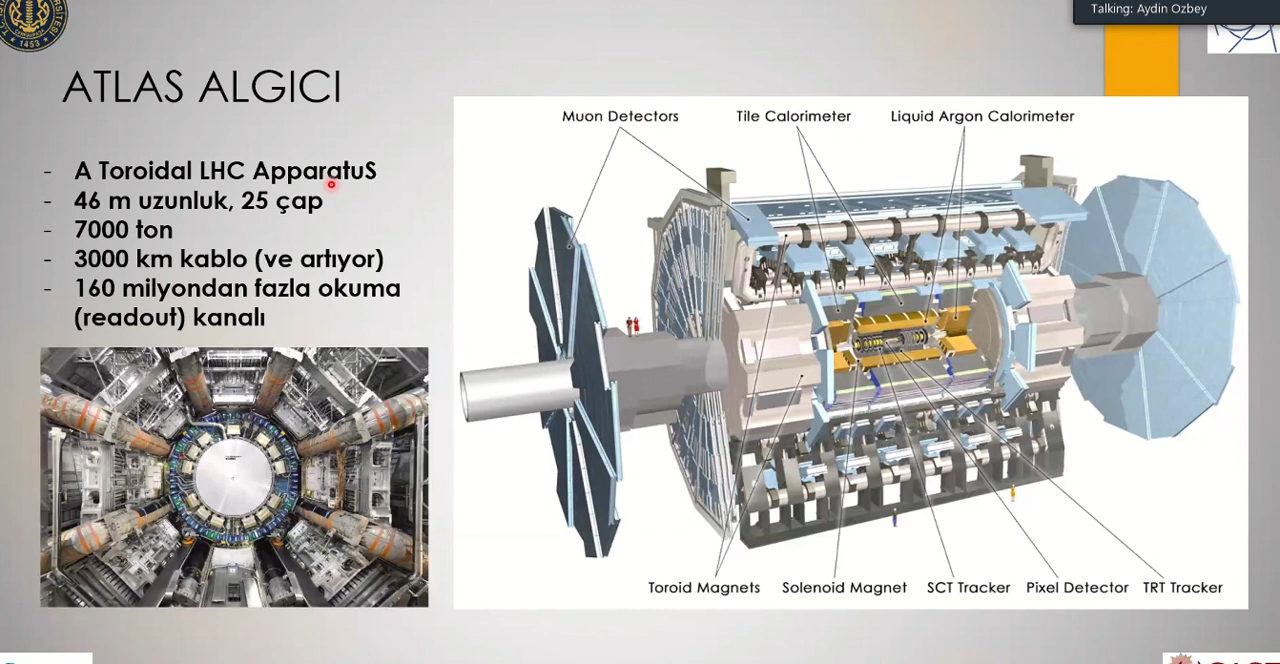 Talking: Aydin Ozbey
1453
ATLAS ALGICI
- A Toroidal LHC ApparatuS
- 46 m uzunluk, 25 çap
- 7000 ton
- 3000 km kablo (ve artıyor)
- 160 milyondan fazla okuma
(readout) kanalı
Muon Detectors Tile Calorimeter Liquid Argon Calorimeter
Toroid Magnets Solenoid Magnet SCT Tracker Pixel Detector TRT Tracker